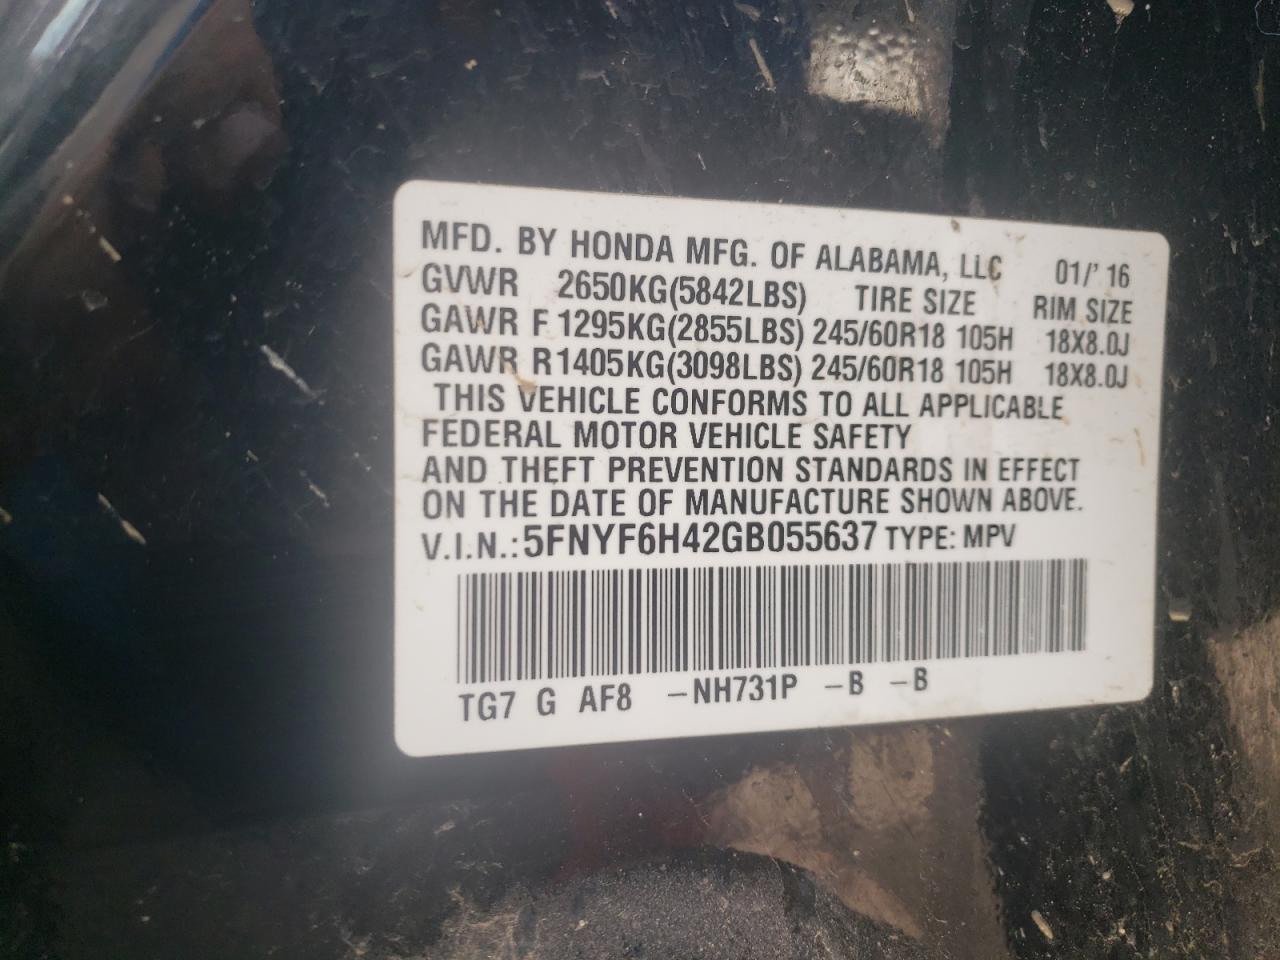 MFD. BY HONDA MFG. OF ALABAMA, LLC 01/' 16
GVWR 2650KG(5842LBS) TIRE SIZE RIM SIZE
GAWR F 1295KG(2855LBS) 245/60R18 105H 18X8.0J
GAWR R 1405KG(3098LBS) 245/60R18 105H 18X8.0J
THIS VEHICLE CONFORMS TO ALL APPLICABLE
FEDERAL MOTOR VEHICLE SAFETY
AND THEFT PREVENTION STANDARDS IN EFFECT
ON THE DATE OF MANUFACTURE SHOWN ABOVE.
V.I.N.: 5FNYF6H42GB055637 TYPE: MPV
TG7 G AF8 -NH731P -B -B